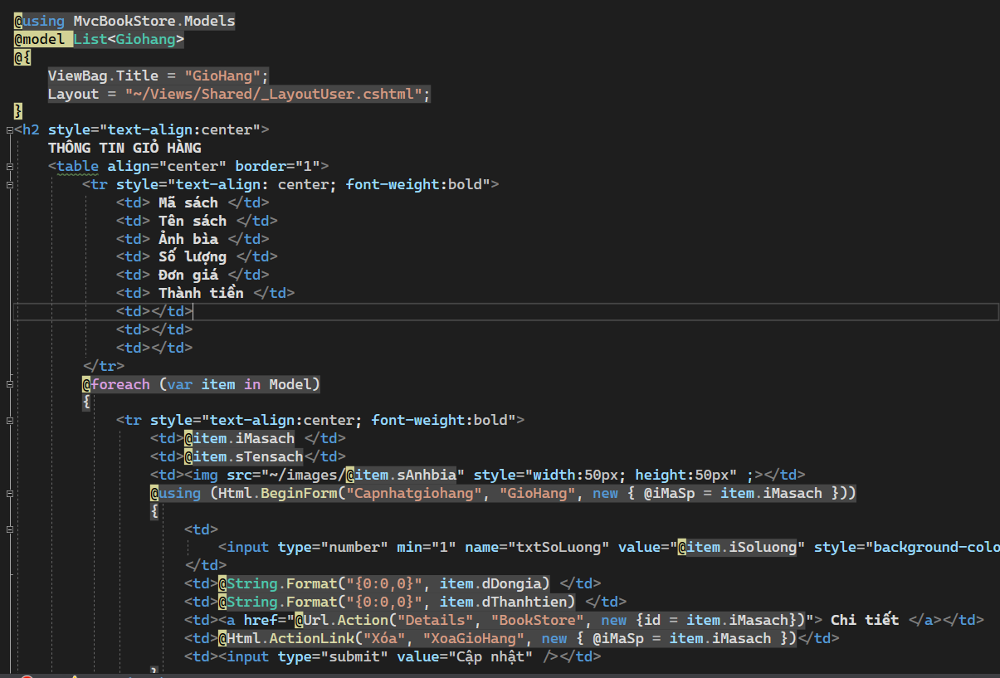 @using MvcBookStore.Models
@model List<Giohang>
@{
ViewBag.Title = "GioHang";
Layout = "~/Views/Shared/_LayoutUser.cshtml";
}
<h2 style="text-align:center">
THÔNG TIN GIỎ HÀNG
<table align="center" border="1">
<tr style="text-align: center; font-weight:bold">
<td> Mã sách </td>
<td> Tên sách </td>
<td> Ảnh bìa </td>
<td> Số lượng </td>
<td> Đơn giá </td>
<td> Thành tiền </td>
<td></td>
<td></td>
<td></td>
</tr>
@foreach (var item in Model)
{
<tr style="text-align:center; font-weight:bold">
<td>@item.iMasach </td>
<td>@item.sTensach</td>
<td><img src="~/images/@item.sAnhbia" style="width:50px; height:50px" ;></td>
@using (Html.BeginForm("Capnhatgiohang", "GioHang", new { @iMaSp = item.iMasach }))
{
<td>
<input type="number" min="1" name="txtSoLuong" value="@item.iSoluong" style="background-colo
</td>
<td>@String.Format("{0:0,0}", item.dDongia) </td>
<td>@String.Format("{0:0,0}", item.dThanhtien) </td>
<td><a href="@Url.Action("Details", "BookStore", new {id = item.iMasach})"> Chi tiết </a></td>
<td>@Html.ActionLink("Xóa", "XoaGioHang", new { @iMaSp = item.iMasach })</td>
<td><input type="submit" value="Cập nhật" /></td>
}